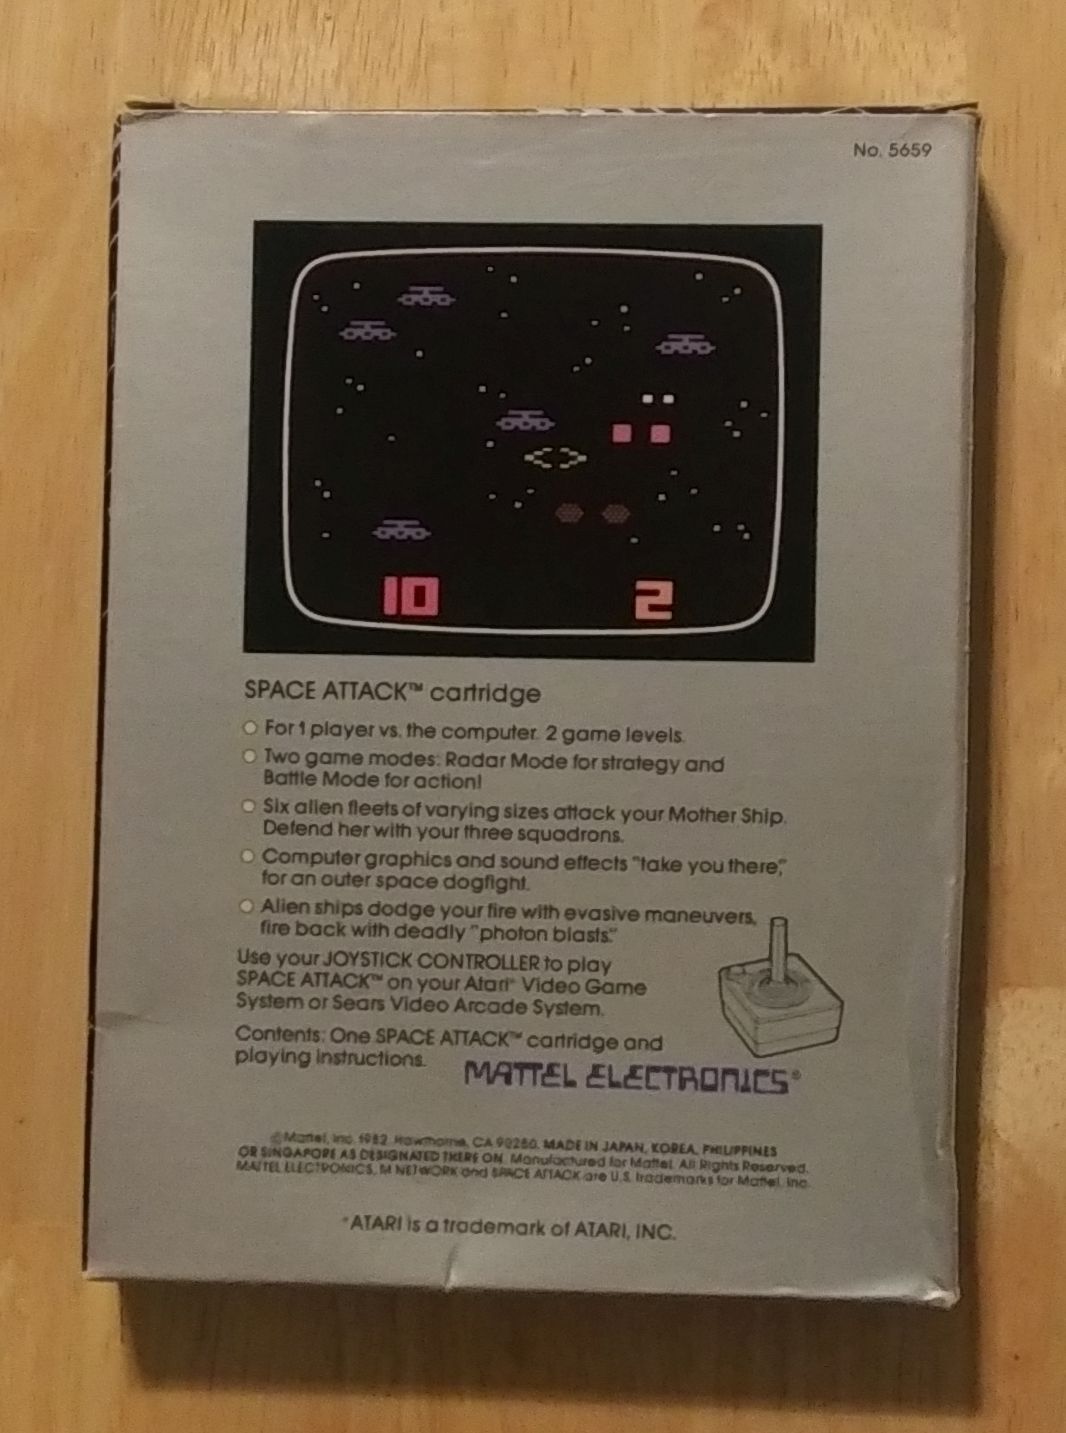 No. 5659
10 2
SPACE ATTACK™ cartridge
For 1 player vs. the computer. 2 game levels.
Two game modes: Radar Mode for strategy and
Battle Mode for action!
Six alien fleets of varying sizes attack your Mother Ship.
Defend her with your three squadrons.
Computer graphics and sound effects "take you there,"
for an outer space dogfight.
Alien ships dodge your fire with evasive maneuvers,
fire back with deadly "photon blasts."
Use your JOYSTICK CONTROLLER to play
SPACE ATTACK™ on your Atari* Video Game
System or Sears Video Arcade System.
Contents: One SPACE ATTACK™ cartridge and
playing instructions.
MATTEL ELECTRONICS®
©Mattel, Inc. 1982. Hawthorne, CA 90250. MADE IN JAPAN, KOREA, PHILIPPINES
OR SINGAPORE AS DESIGNATED THERE ON. Manufactured for Mattel. All Rights Reserved.
MATTEL ELECTRONICS, M NETWORK and SPACE ATTACK are U.S. trademarks for Mattel, Inc.
*ATARI is a trademark of ATARI, INC.